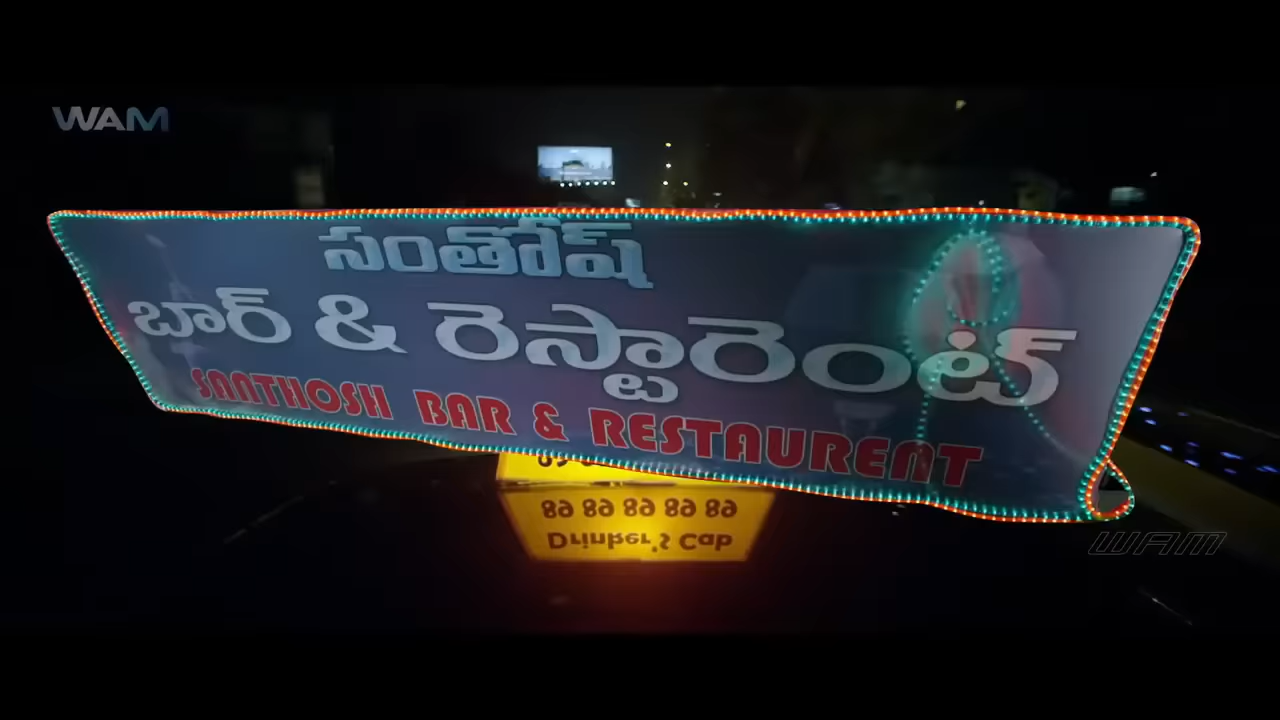 WAM
సంతోష్
బార్ & రెస్టారెంట్
SANTHOSH BAR & RESTAURENT
89 89 89 89 89
Drinker's Cab
WAM